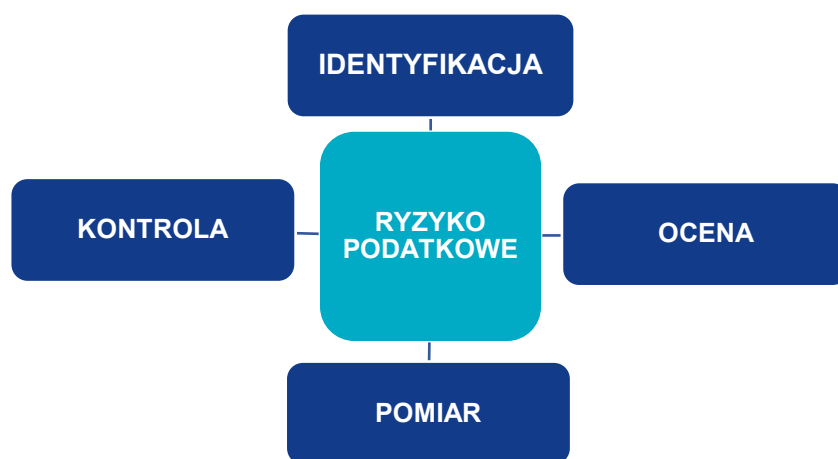 IDENTYFIKACJA
KONTROLA
RYZYKO
PODATKOWE
OCENA
POMIAR